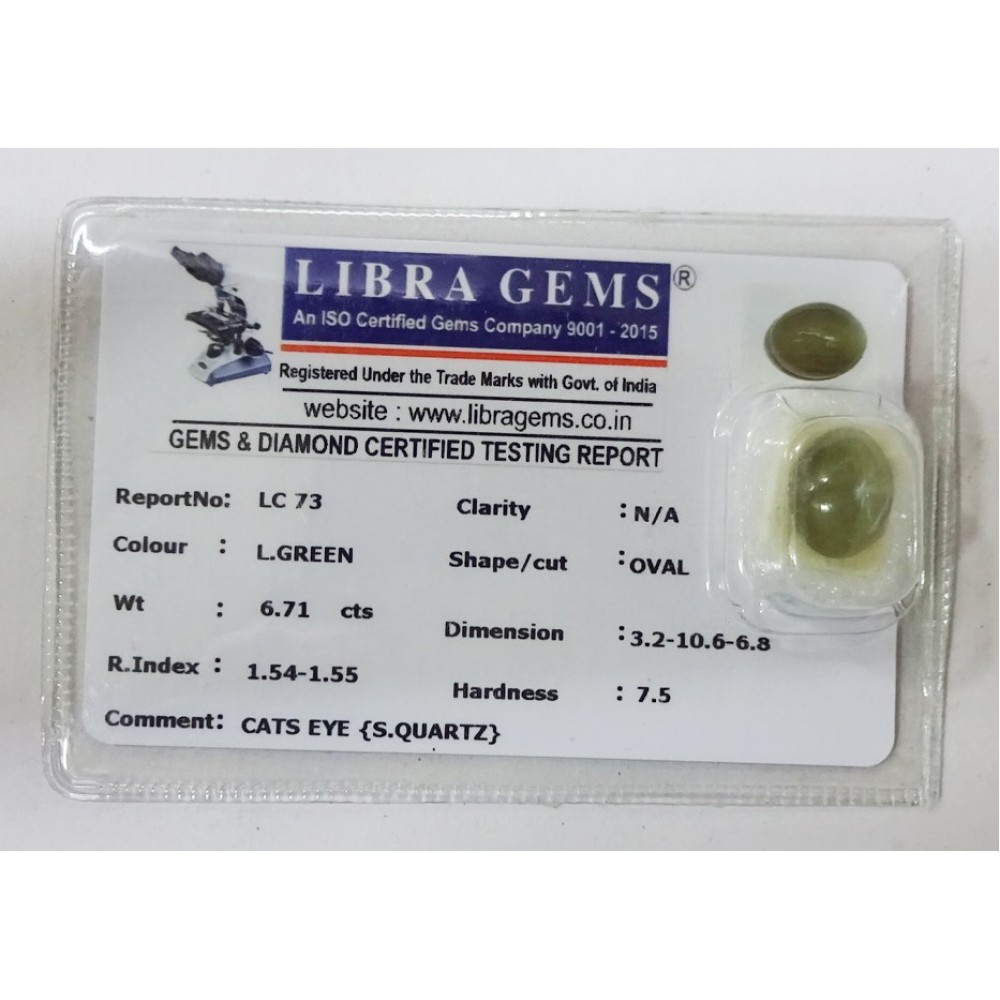 LIBRA GEMS ®
An ISO Certified Gems Company 9001 - 2015
Registered Under the Trade Marks with Govt. of India
website : www.libragems.co.in
GEMS & DIAMOND CERTIFIED TESTING REPORT
ReportNo: LC 73
Colour : L.GREEN
Wt : 6.71 cts
R.Index : 1.54-1.55
Comment: CATS EYE {S.QUARTZ}
Clarity : N/A
Shape/cut : OVAL
Dimension : 3.2-10.6-6.8
Hardness : 7.5